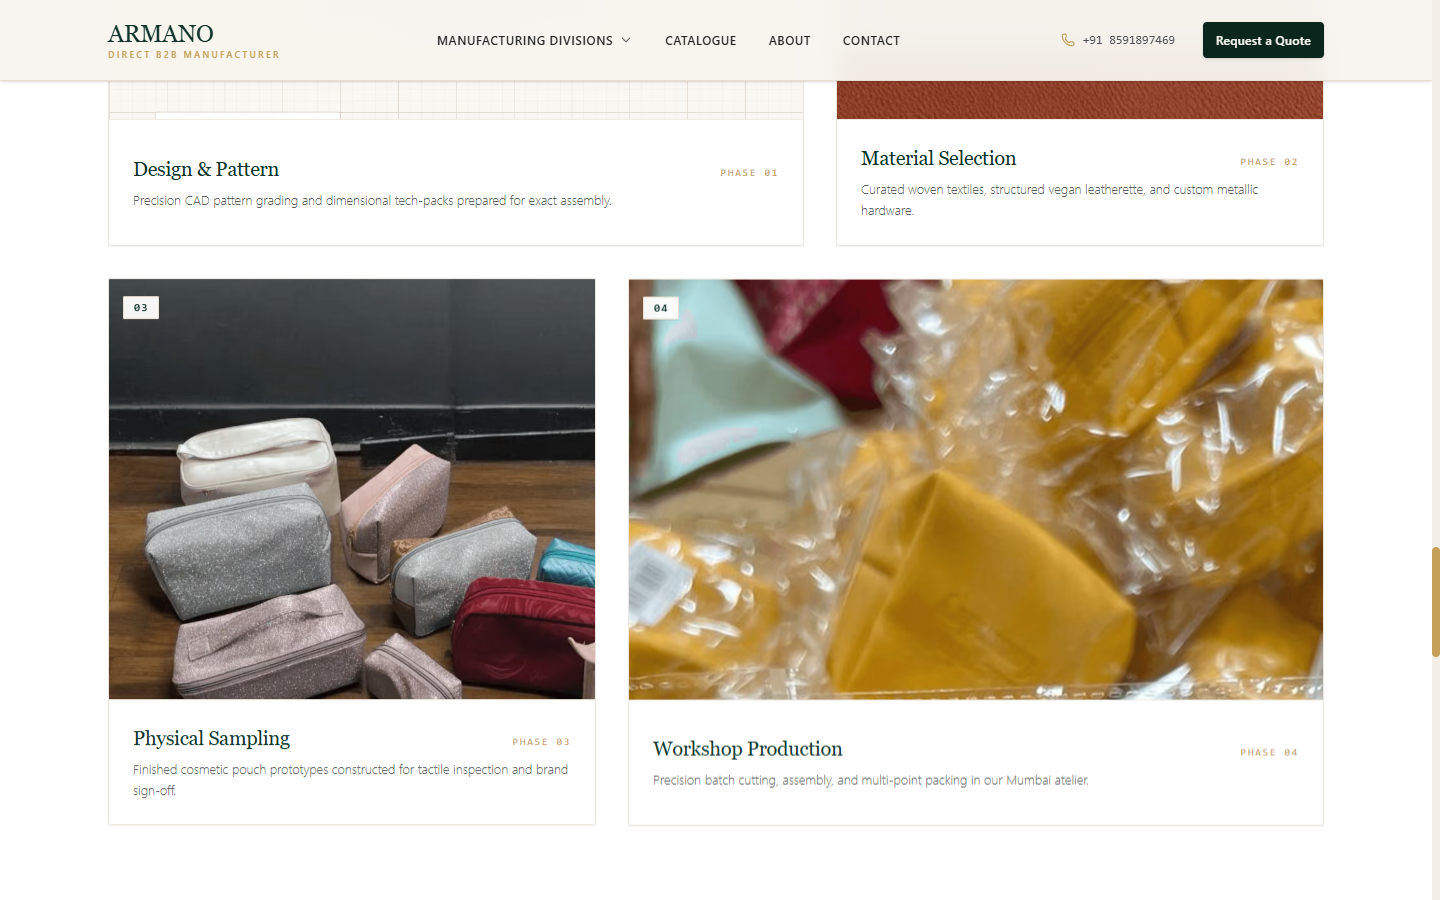 ARMANO
DIRECT B2B MANUFACTURER
MANUFACTURING DIVISIONS
CATALOGUE
ABOUT
CONTACT
+91 8591897469
Request a Quote
Design & Pattern
PHASE 01
Precision CAD pattern grading and dimensional tech-packs prepared for exact assembly.
Material Selection
PHASE 02
Curated woven textiles, structured vegan leatherette, and custom metallic
hardware.
03
04
Physical Sampling
PHASE 03
Finished cosmetic pouch prototypes constructed for tactile inspection and brand
sign-off.
Workshop Production
PHASE 04
Precision batch cutting, assembly, and multi-point packing in our Mumbai atelier.